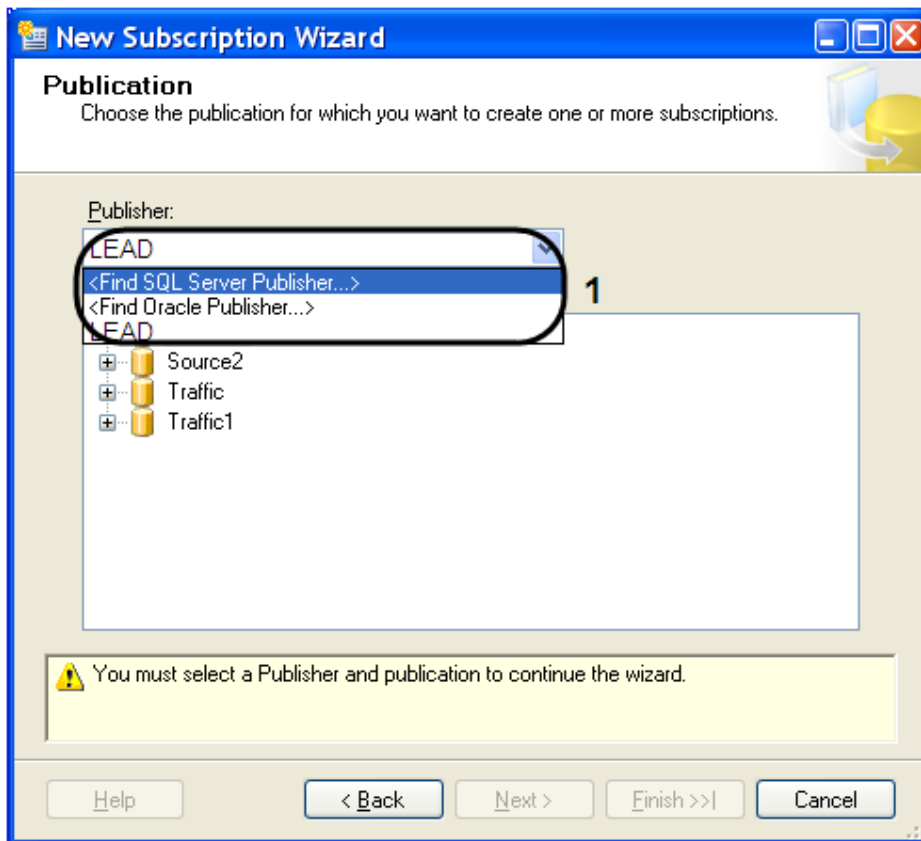 New Subscription Wizard
Publication
Choose the publication for which you want to create one or more subscriptions.
Publisher:
LEAD
<Find SQL Server Publisher...>
1
<Find Oracle Publisher...>
LEAD
Source2
Traffic
Traffic1
You must select a Publisher and publication to continue the wizard.
Help
< Back
Next >
Finish >>|
Cancel